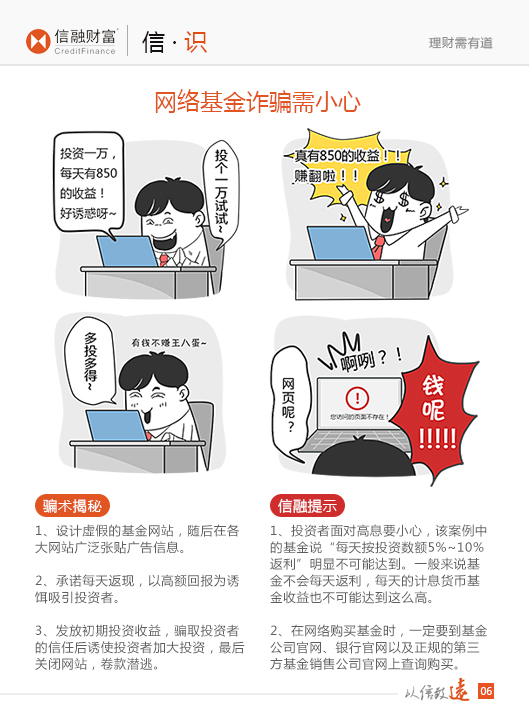 信融财富
CreditFinance
信·识
理财需有道
网络基金诈骗需小心
投资一万，
每天有850
的收益！
好诱惑呀~
投个一万试试~
真有850的收益！！
赚翻啦！！
多投多得~
有钱不赚王八蛋~
啊咧？！
网页呢？
您访问的页面不存在！
钱呢!!!!!
骗术揭秘
1、设计虚假的基金网站，随后在各
大网站广泛张贴广告信息。
2、承诺每天返现，以高额回报为诱
饵吸引投资者。
3、发放初期投资收益，骗取投资者
的信任后诱使投资者加大投资，最后
关闭网站，卷款潜逃。
信融提示
1、投资者面对高息要小心，该案例中
的基金说“每天按投资数额5%~10%
返利”明显不可能达到。一般来说基
金不会每天返利，每天的计息货币基
金收益也不可能达到这么高。
2、在网络购买基金时，一定要到基金
公司官网、银行官网以及正规的第三
方基金销售公司官网上查询购买。
以信致远
06